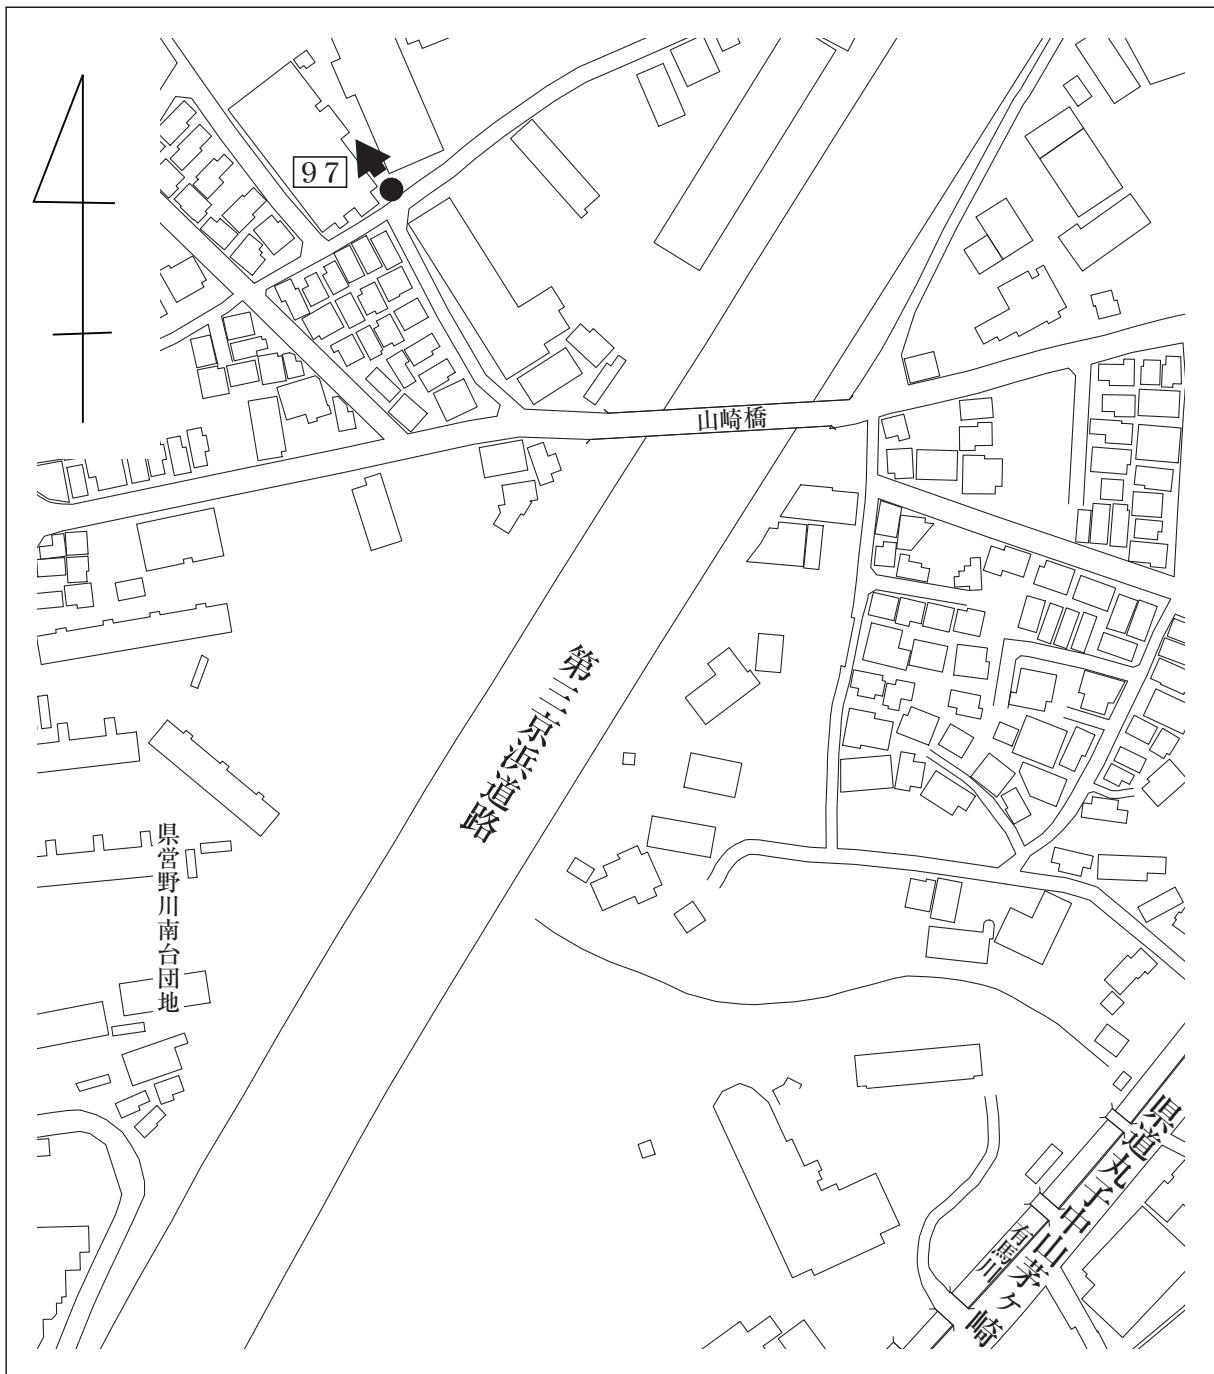 97
山崎橋
第三京浜道路
県営野川南台団地
県道丸子中山茅ヶ崎
有馬川